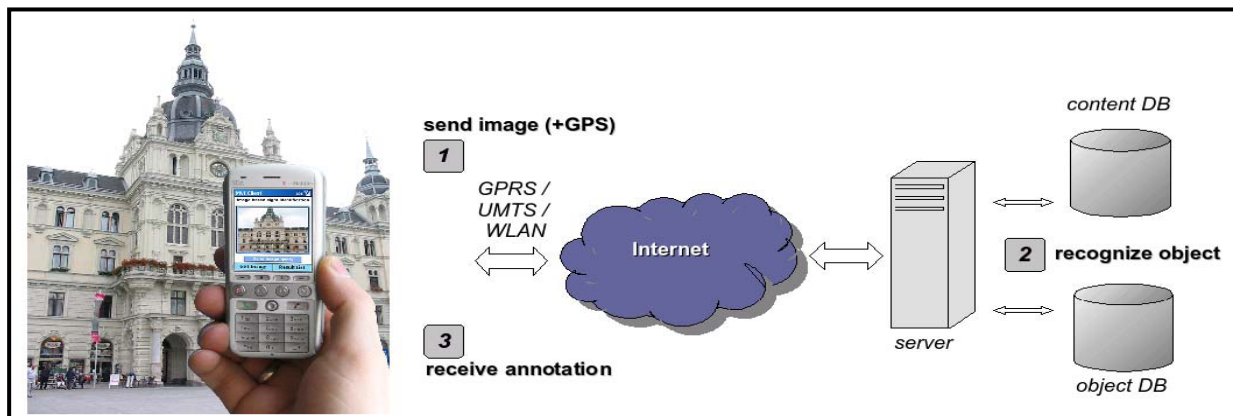 send image (+GPS)
1
GPRS /
UMTS /
WLAN
Internet
3
receive annotation
server
content DB
2 recognize object
object DB